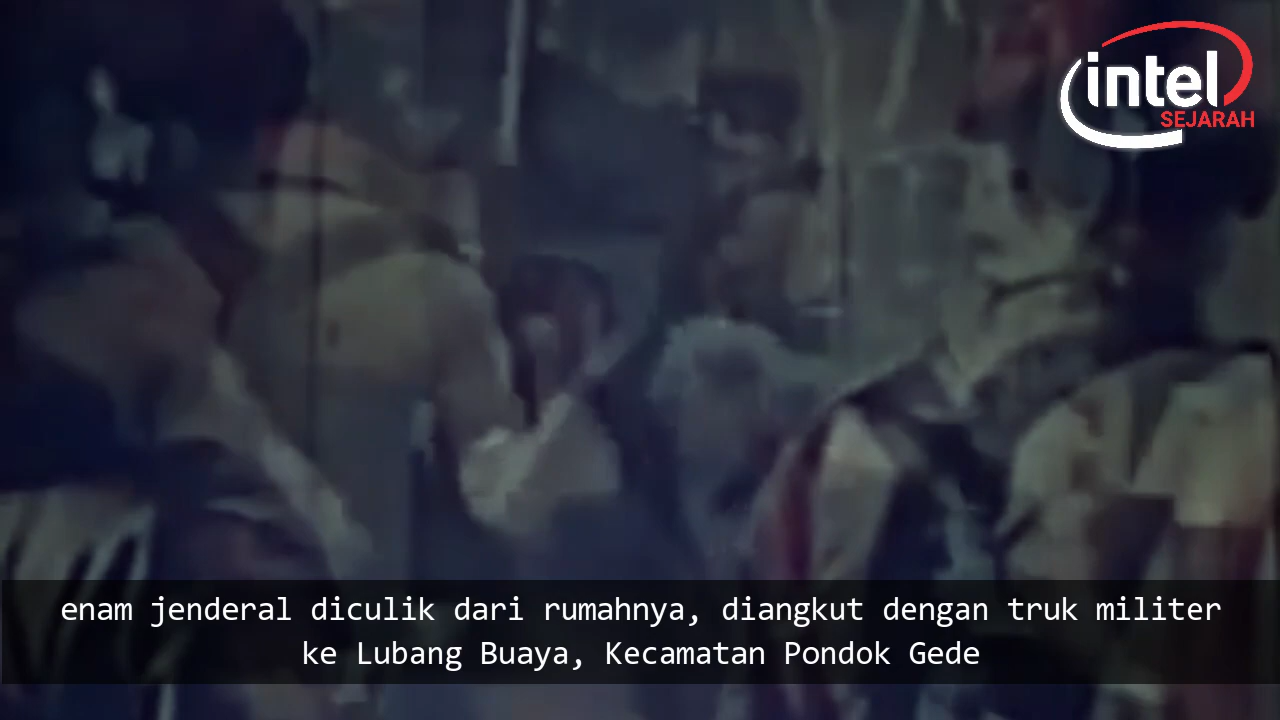 intel
SEJARAH
enam jenderal diculik dari rumahnya, diangkut dengan truk militer
ke Lubang Buaya, Kecamatan Pondok Gede